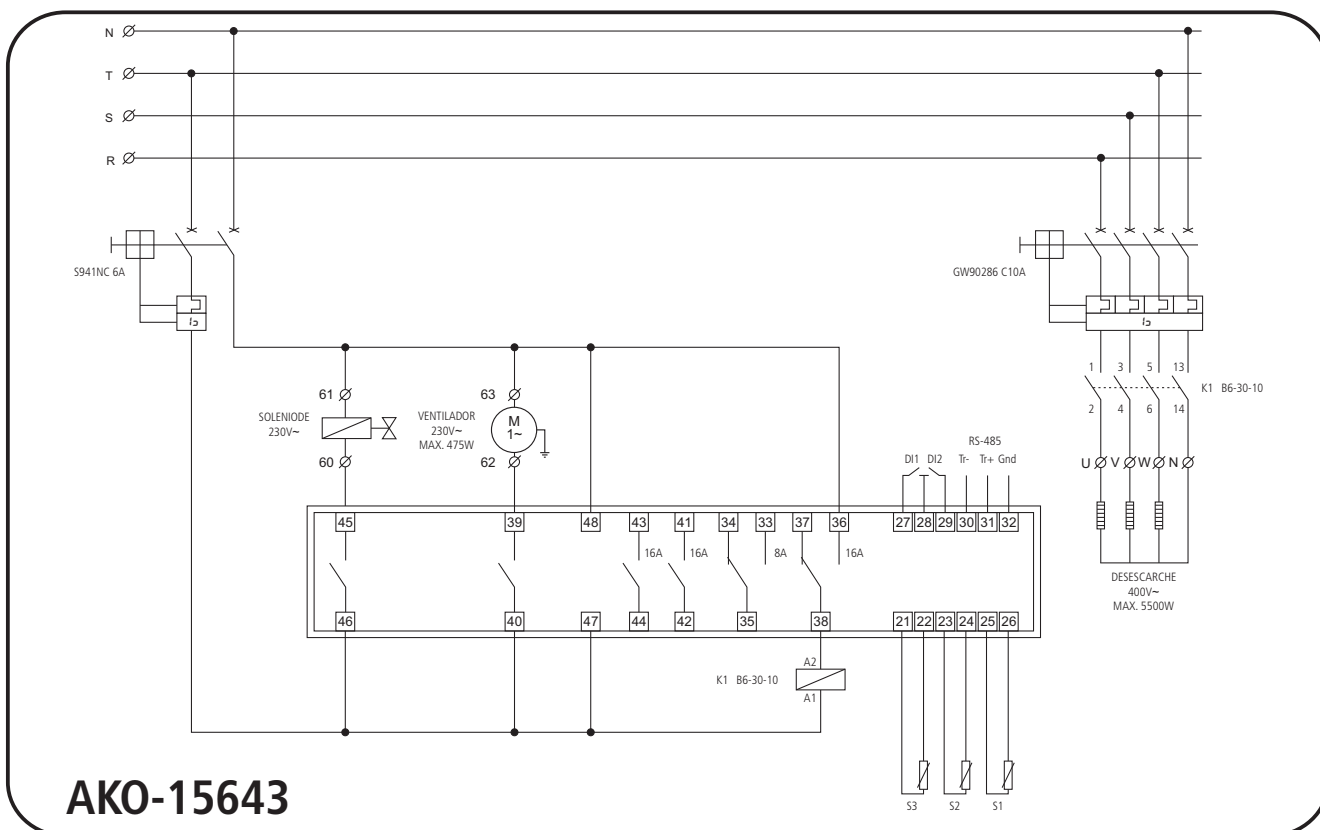 N
T
S
R
S941NC 6A
GW90286 C10A
1 3 5 13
K1 B6-30-10
2 4 6 14
61
SOLENIODE
230V~
60
63
VENTILADOR
230V~
MAX. 475W
M
1~
62
RS-485
DI1 DI2 Tr- Tr+ Gnd
U V W N
45 39 48 43 41 34 33 37 36 27 28 29 30 31 32
16A 16A 8A 16A
46 40 47 44 42 35 38 21 22 23 24 25 26
DESESCARCHE
400V~
MAX. 5500W
A2
K1 B6-30-10
A1
S3 S2 S1
AKO-15643